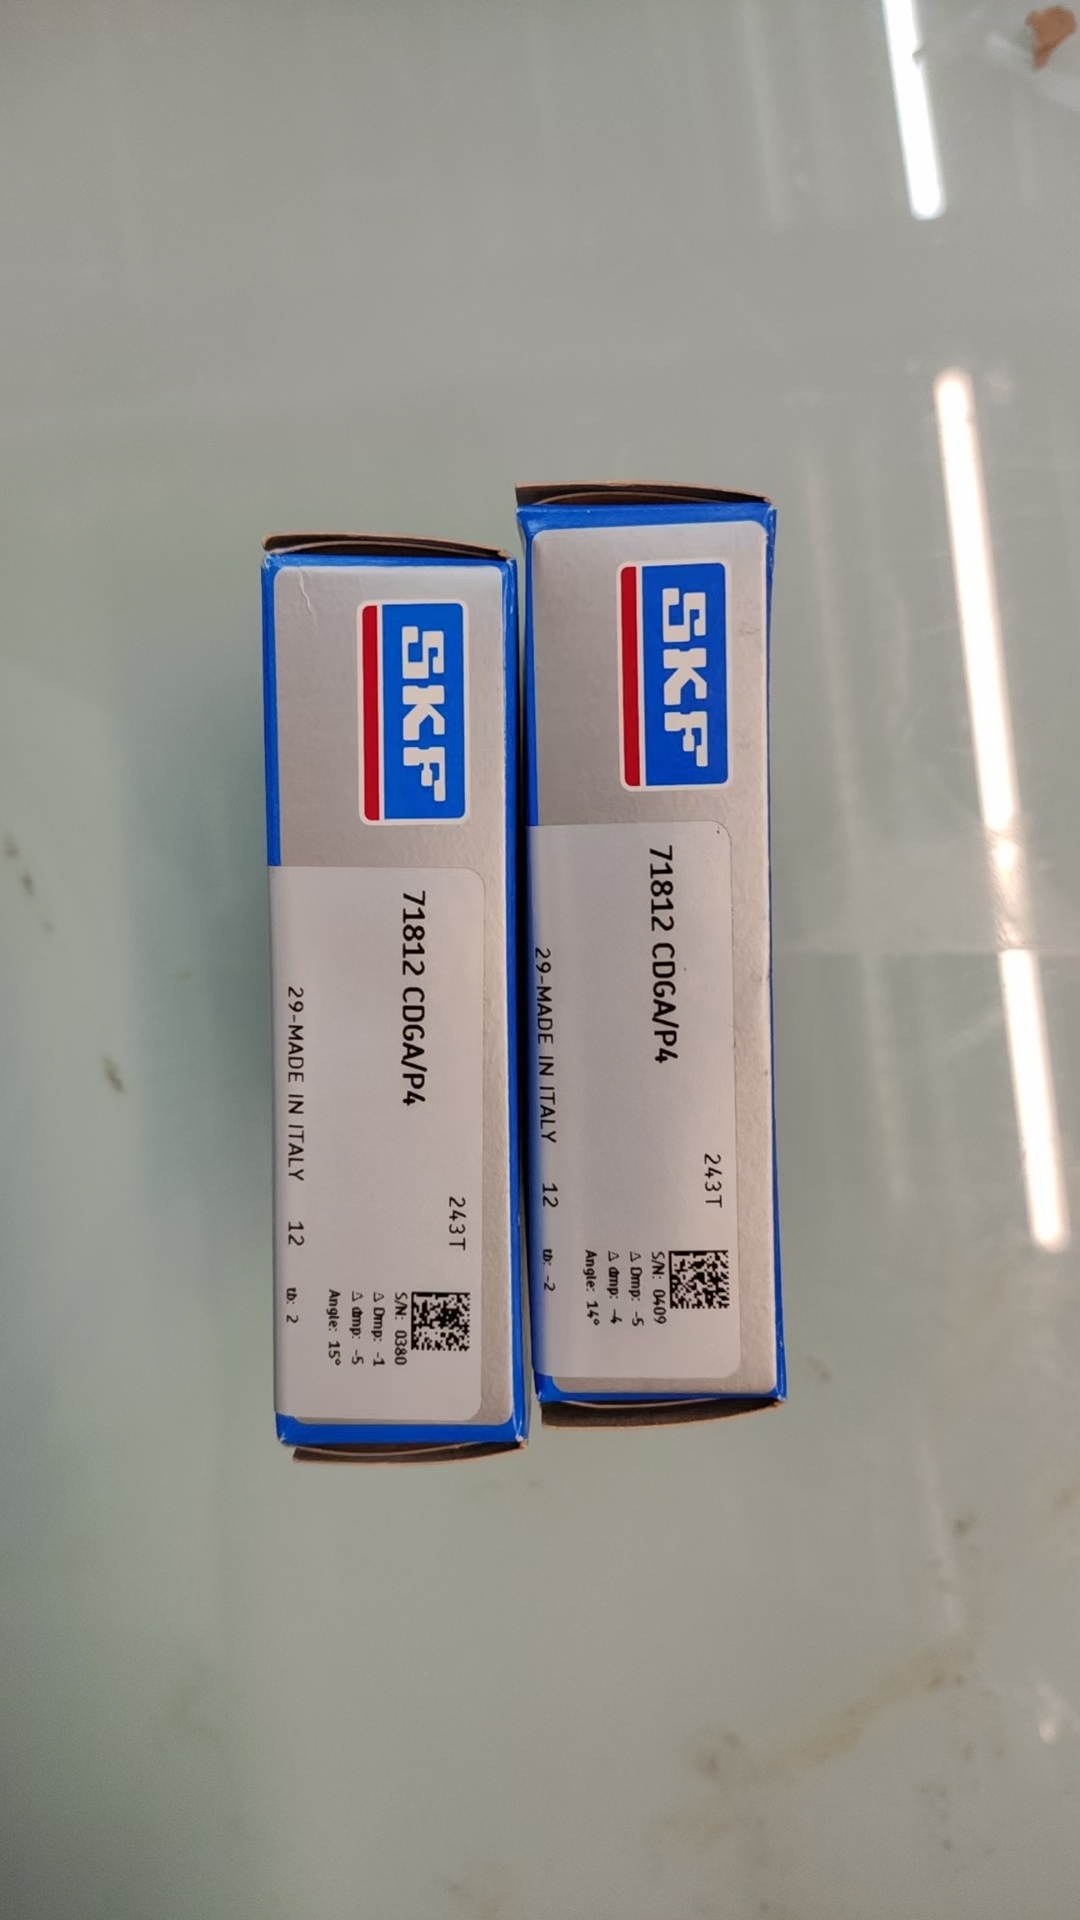 SKF
71812 CDGA/P4
243T
S/N: 0380
Δ Dmp: -1
Δ dmp: -5
Angle: 15°
29-MADE IN ITALY 12 tb: 2
SKF
71812 CDGA/P4
243T
S/N: 0409
Δ Dmp: -5
Δ dmp: -4
Angle: 14°
29-MADE IN ITALY 12 tb: -2